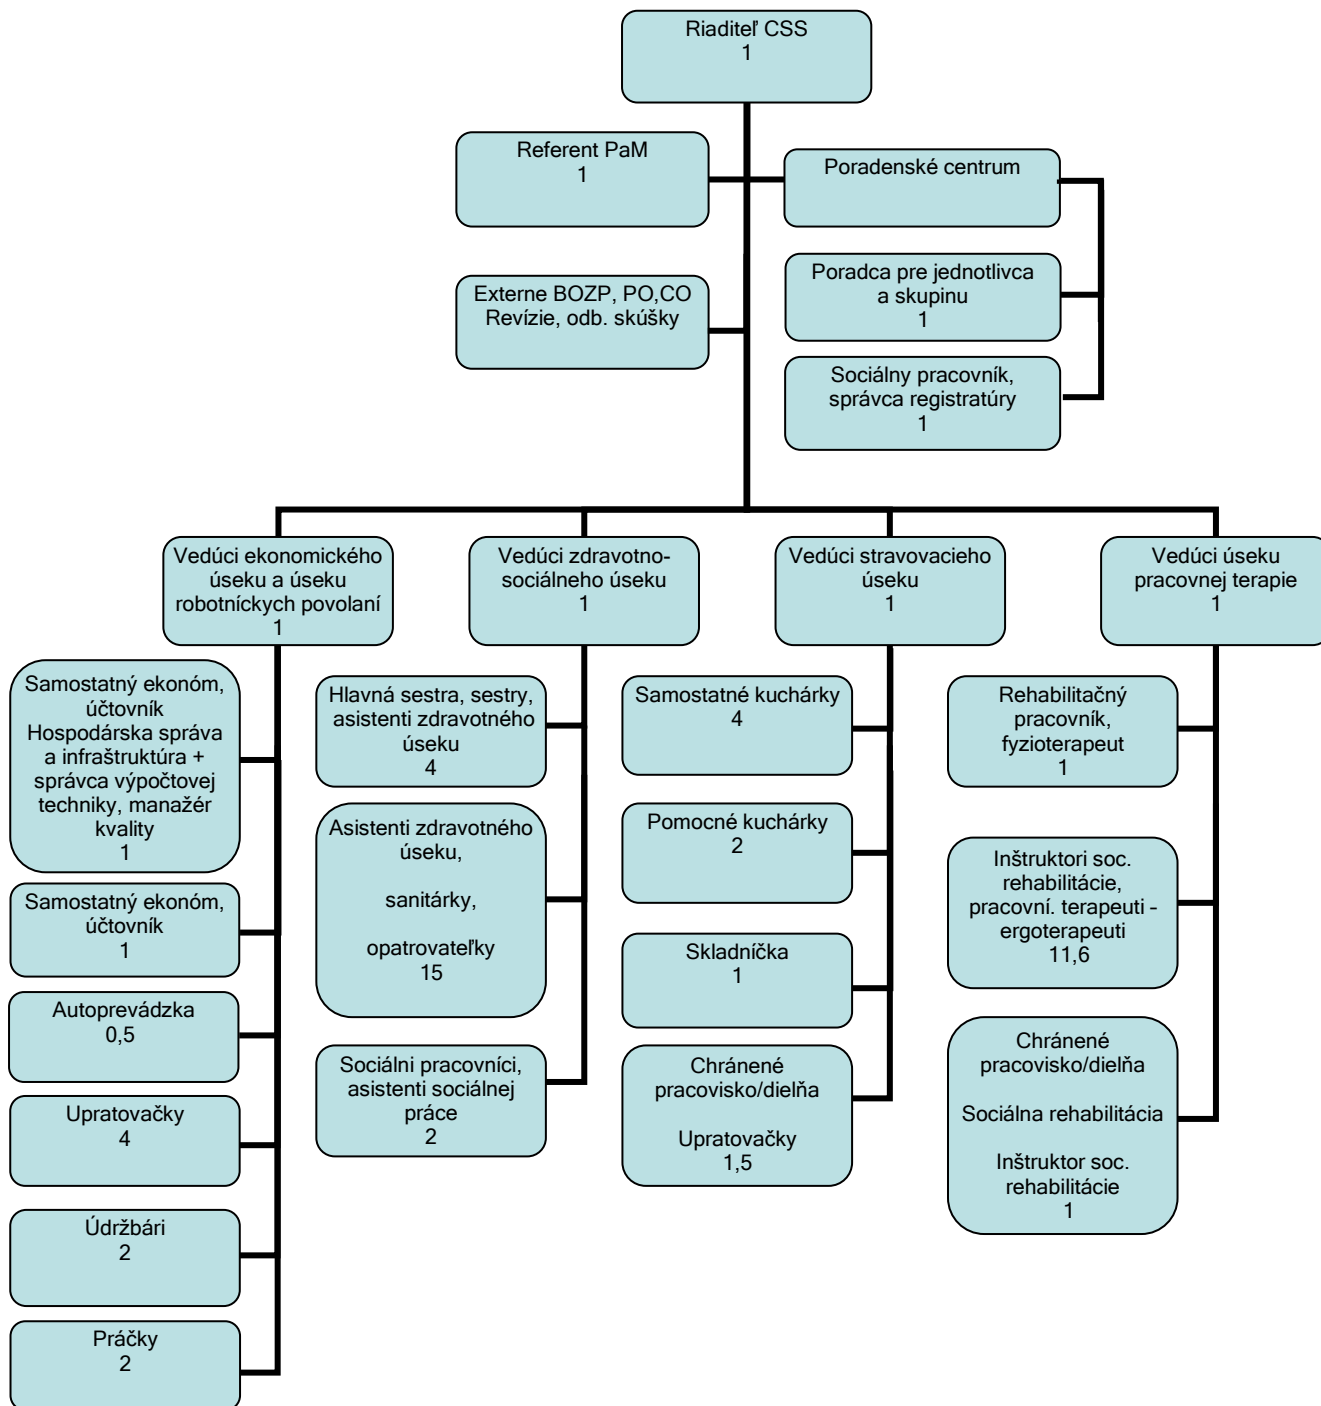 Riaditeľ CSS
1
Referent PaM
1
Poradenské centrum
Externe BOZP, PO,CO
Revízie, odb. skúšky
Poradca pre jednotlivca
a skupinu
1
Sociálny pracovník,
správca registratúry
1
Vedúci ekonomického
úseku a úseku
robotníckych povolaní
1
Vedúci zdravotno-
sociálneho úseku
1
Vedúci stravovacieho
úseku
1
Vedúci úseku
pracovnej terapie
1
Samostatný ekonóm,
účtovník
Hospodárska správa
a infraštruktúra +
správca výpočtovej
techniky, manažér
kvality
1
Samostatný ekonóm,
účtovník
1
Autoprevádzka
0,5
Upratovačky
4
Údržbári
2
Práčky
2
Hlavná sestra, sestry,
asistenti zdravotného
úseku
4
Asistenti zdravotného
úseku,
sanitárky,
opatrovateľky
15
Sociálni pracovníci,
asistenti sociálnej
práce
2
Samostatné kuchárky
4
Pomocné kuchárky
2
Skladníčka
1
Chránené
pracovisko/dielňa
Upratovačky
1,5
Rehabilitačný
pracovník,
fyzioterapeut
1
Inštruktori soc.
rehabilitácie,
pracovní. terapeuti -
ergoterapeuti
11,6
Chránené
pracovisko/dielňa
Sociálna rehabilitácia
Inštruktor soc.
rehabilitácie
1